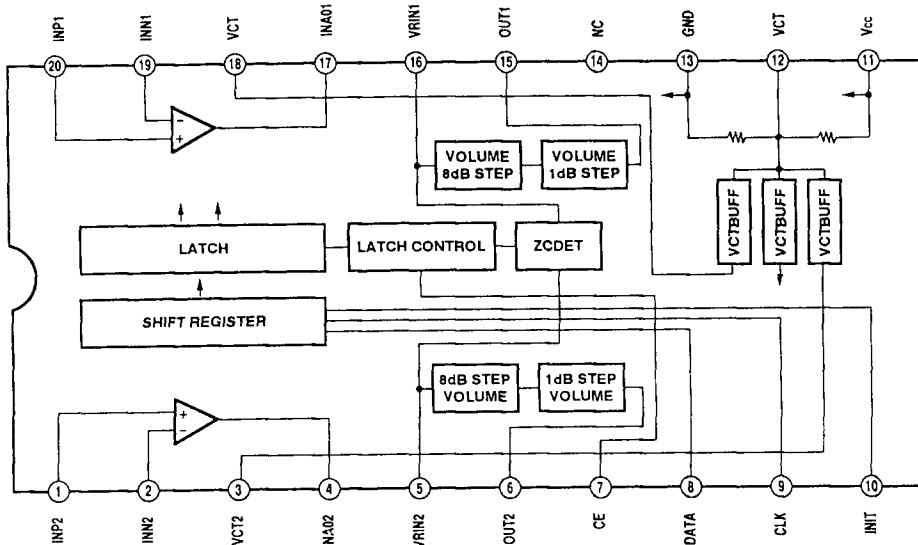 INP1
INN1
VCT
INA01
VRIN1
OUT1
NC
GND
VCT
Vcc
20
19
18
17
16
15
14
13
12
11
VOLUME
8dB STEP
VOLUME
1dB STEP
VCTBUFF
VCTBUFF
VCTBUFF
LATCH
LATCH CONTROL
ZCDET
SHIFT REGISTER
8dB STEP
VOLUME
1dB STEP
VOLUME
1
2
3
4
5
6
7
8
9
10
INP2
INN2
VCT2
NA02
VRIN2
OUT2
CE
DATA
CLK
INIT